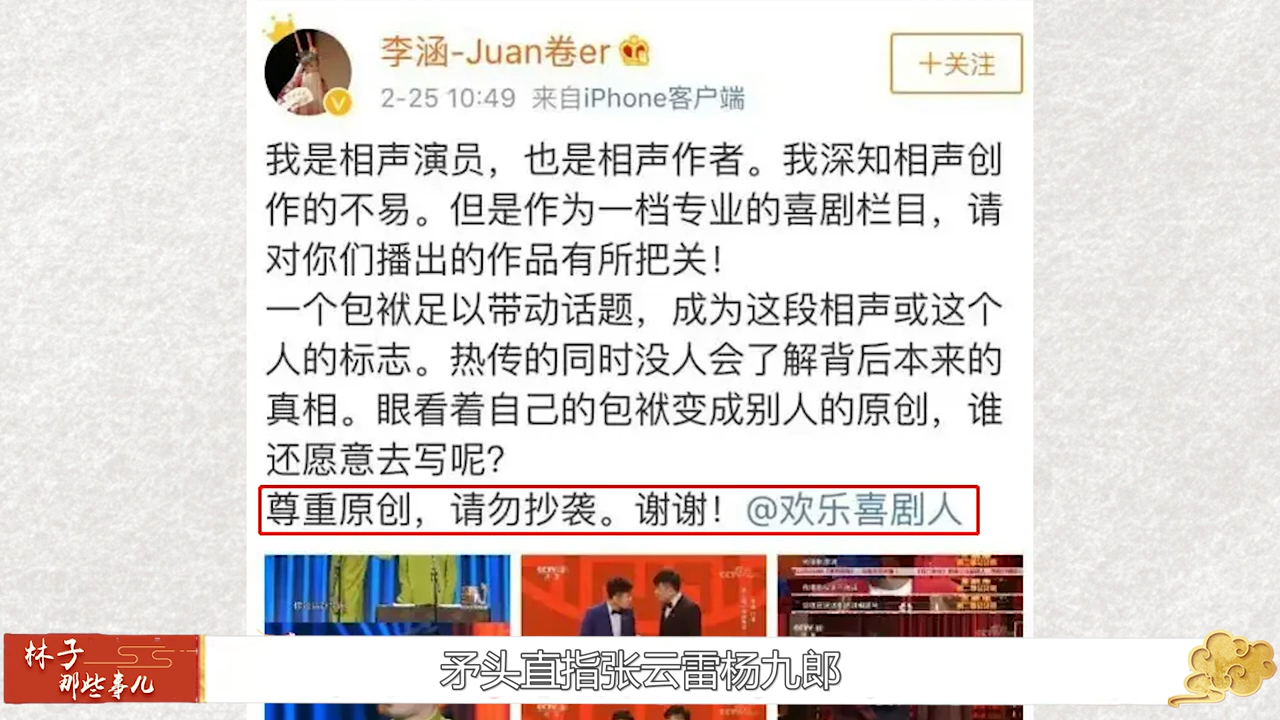 李涵-Juan卷er
2-25 10:49 来自iPhone客户端
十关注
我是相声演员，也是相声作者。我深知相声创
作的不易。但是作为一档专业的喜剧栏目，请
对你们播出的作品有所把关！
一个包袱足以带动话题，成为这段相声或这个
人的标志。热传的同时没人会了解背后本来的
真相。眼看着自己的包袱变成别人的原创，谁
还愿意去写呢？
尊重原创，请勿抄袭。谢谢！@欢乐喜剧人
林子
那些事儿
矛头直指张云雷杨九郎